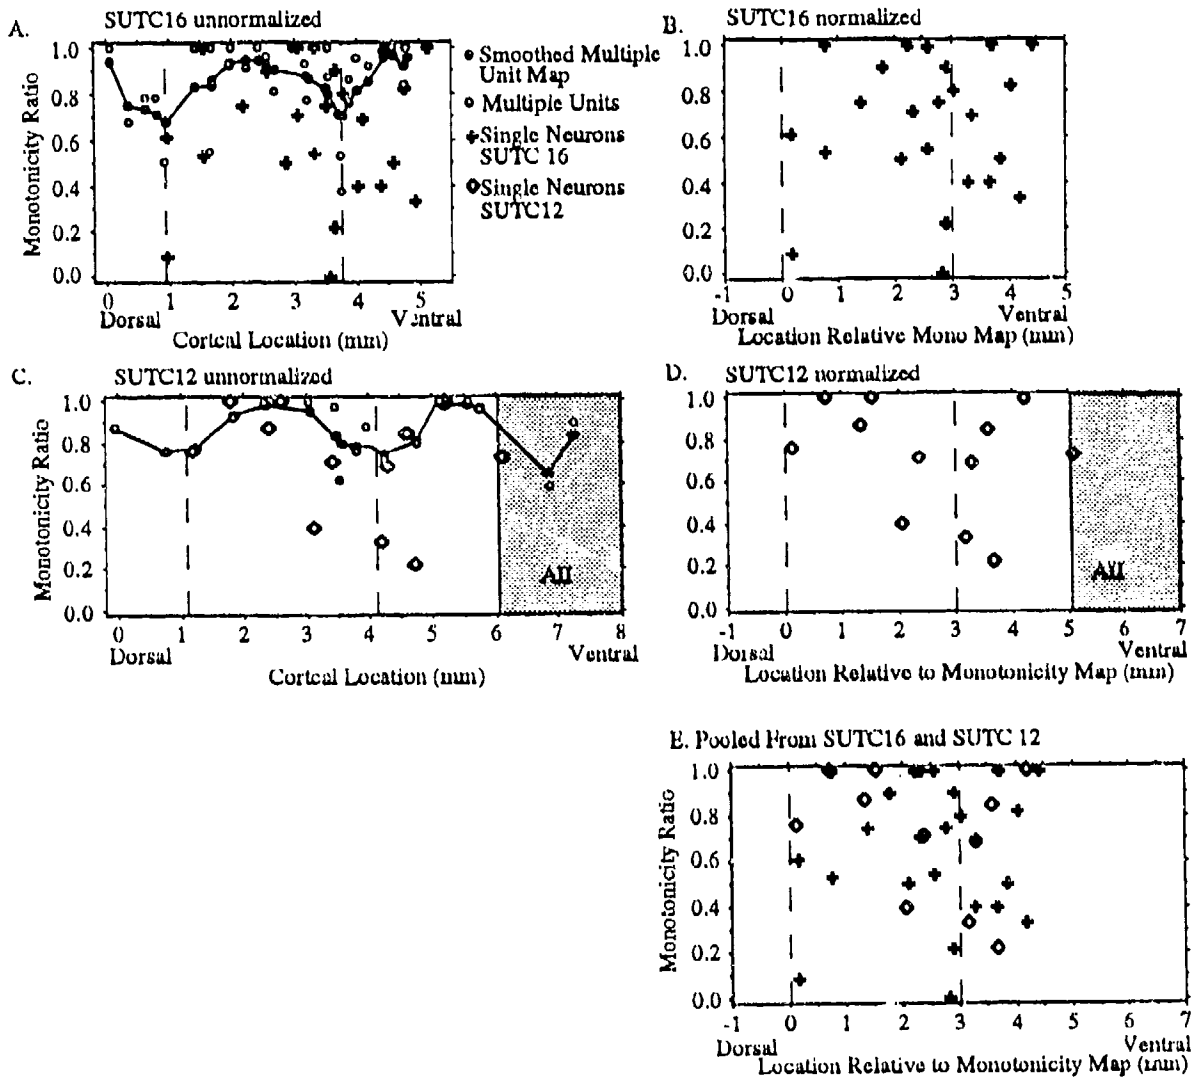 A.
SUTC16 unnormalized
Monotonicity Ratio
1.0
0.8
0.6
0.4
0.2
0.0
0 1 2 3 4 5
Dorsal Ventral
Cortcal Location (mm)
Smoothed Multiple
Unit Map
Multiple Units
Single Neurons
SUTC 16
Single Neurons
SUTC12
B.
SUTC16 normalized
1.0
0.8
0.6
0.4
0.2
0.0
-1 0 1 2 3 4 5
Dorsal Ventral
Location Relative Mono Map (mm)
C.
SUTC12 unnormalized
Monotonicity Ratio
1.0
0.8
0.6
0.4
0.2
0.0
AII
0 1 2 3 4 5 6 7 8
Dorsal Ventral
Cortcal Location (mm)
D.
SUTC12 normalized
1.0
0.8
0.6
0.4
0.2
0.0
AII
-1 0 1 2 3 4 5 6 7
Dorsal Ventral
Location Relative to Monotonicity Map (mm)
E. Pooled From SUTC16 and SUTC 12
Monotonicity Ratio
1.0
0.8
0.6
0.4
0.2
0.0
-1 0 1 2 3 4 5 6 7
Dorsal Ventral
Location Relative to Monotonicity Map (mm)